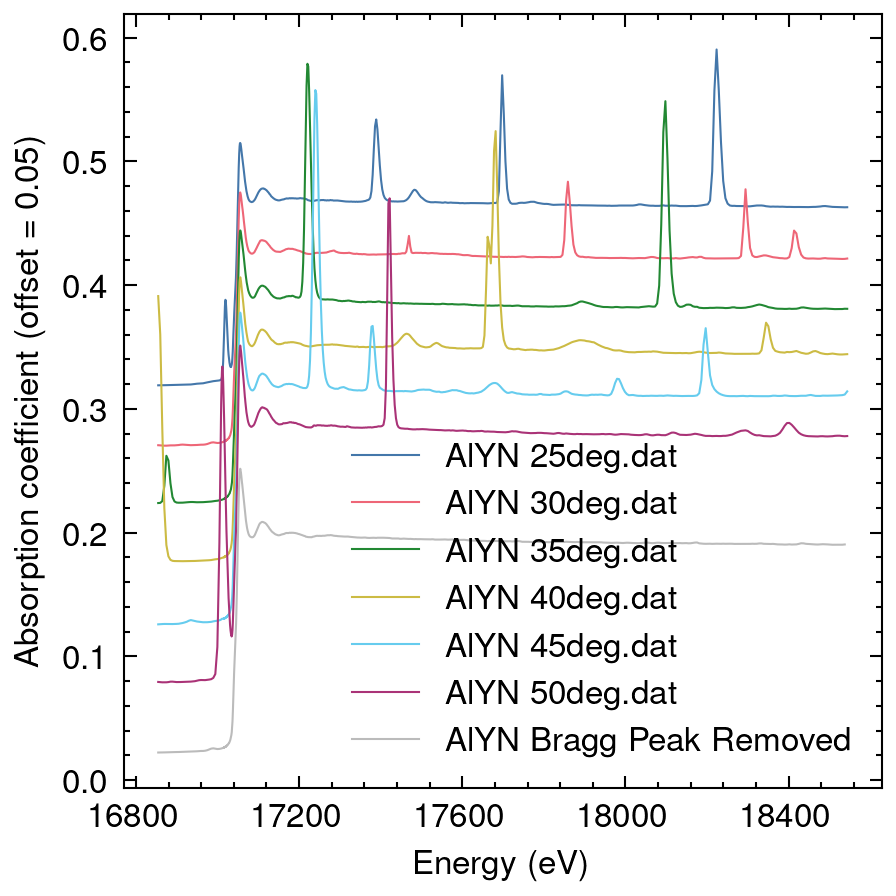 0.6
0.5
0.4
0.3
0.2
0.1
0.0
Absorption coefficient (offset = 0.05)
AlYN 25deg.dat
AlYN 30deg.dat
AlYN 35deg.dat
AlYN 40deg.dat
AlYN 45deg.dat
AlYN 50deg.dat
AlYN Bragg Peak Removed
16800 17200 17600 18000 18400
Energy (eV)